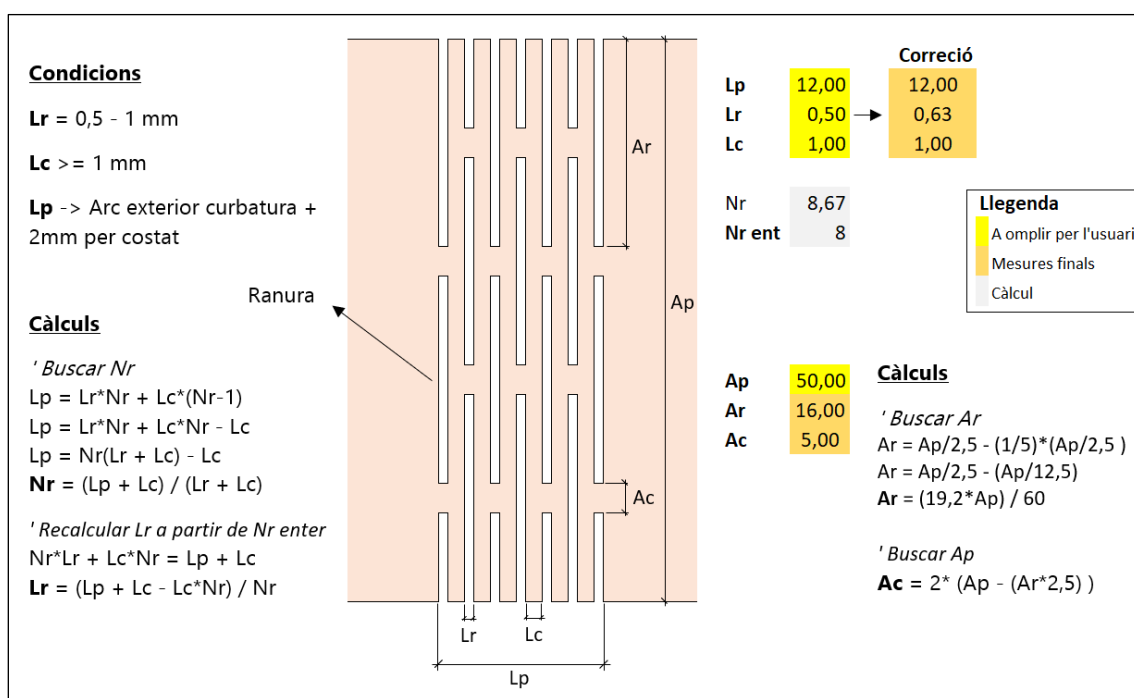 Condicions
Lr = 0,5 - 1 mm
Lc >= 1 mm
Lp -> Arc exterior curbatura +
2mm per costat
Càlculs
' Buscar Nr
Lp = Lr*Nr + Lc*(Nr-1)
Lp = Lr*Nr + Lc*Nr - Lc
Lp = Nr(Lr + Lc) - Lc
Nr = (Lp + Lc) / (Lr + Lc)
' Recalcular Lr a partir de Nr enter
Nr*Lr + Lc*Nr = Lp + Lc
Lr = (Lp + Lc - Lc*Nr) / Nr
Ranura
Ar
Ap
Ac
Lr
Lc
Lp
Correció
Lp 12,00 12,00
Lr 0,50 0,63
Lc 1,00 1,00
Nr 8,67
Nr ent 8
Llegenda
A omplir per l'usuari
Mesures finals
Càlcul
Ap 50,00
Ar 16,00
Ac 5,00
Càlculs
' Buscar Ar
Ar = Ap/2,5 - (1/5)*(Ap/2,5 )
Ar = Ap/2,5 - (Ap/12,5)
Ar = (19,2*Ap) / 60
' Buscar Ap
Ac = 2* (Ap - (Ar*2,5) )